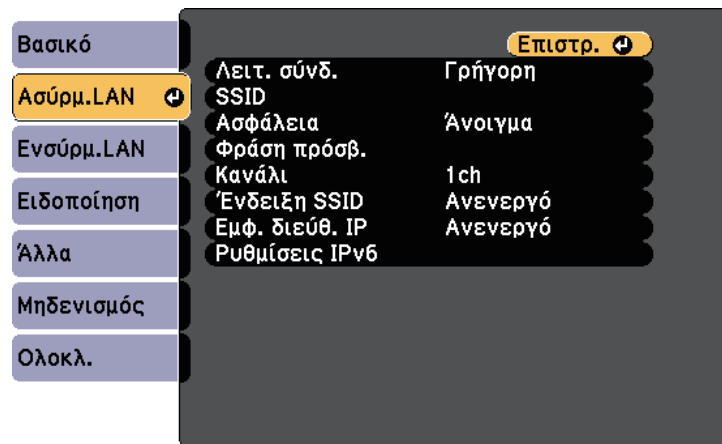 Βασικό
Ασύρμ.LAN
Ενσύρμ.LAN
Ειδοποίηση
Άλλα
Μηδενισμός
Ολοκλ.
Επιστρ.
Λειτ. σύνδ. Γρήγορη
SSID
Ασφάλεια Άνοιγμα
Φράση πρόσβ.
Κανάλι 1ch
Ένδειξη SSID Ανενεργό
Εμφ. διεύθ. IP Ανενεργό
Ρυθμίσεις IPv6